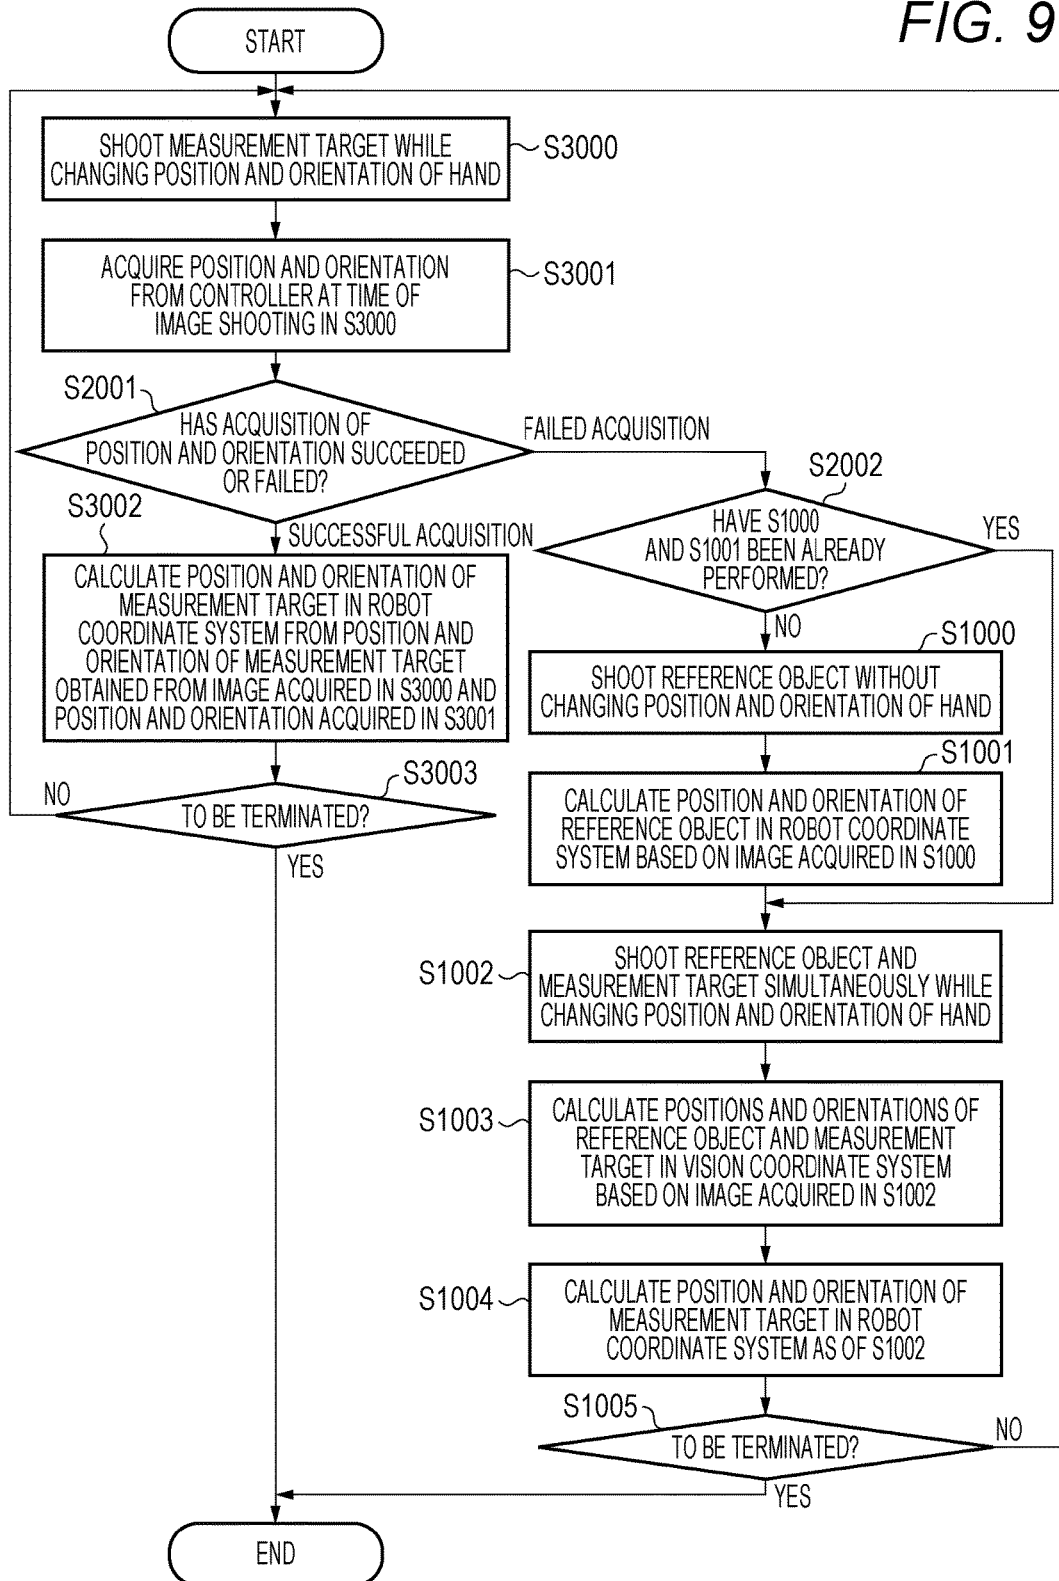 FIG. 9
START
SHOOT MEASUREMENT TARGET WHILE
CHANGING POSITION AND ORIENTATION OF HAND
S3000
ACQUIRE POSITION AND ORIENTATION
FROM CONTROLLER AT TIME OF
IMAGE SHOOTING IN S3000
S3001
S2001
HAS ACQUISITION OF
POSITION AND ORIENTATION SUCCEEDED
OR FAILED?
FAILED ACQUISITION
S3002
SUCCESSFUL ACQUISITION
CALCULATE POSITION AND ORIENTATION OF
MEASUREMENT TARGET IN ROBOT
COORDINATE SYSTEM FROM POSITION AND
ORIENTATION OF MEASUREMENT TARGET
OBTAINED FROM IMAGE ACQUIRED IN S3000 AND
POSITION AND ORIENTATION ACQUIRED IN S3001
S3003
NO
TO BE TERMINATED?
YES
S2002
HAVE S1000
AND S1001 BEEN ALREADY
PERFORMED?
YES
NO
S1000
SHOOT REFERENCE OBJECT WITHOUT
CHANGING POSITION AND ORIENTATION OF HAND
S1001
CALCULATE POSITION AND ORIENTATION OF
REFERENCE OBJECT IN ROBOT COORDINATE
SYSTEM BASED ON IMAGE ACQUIRED IN S1000
S1002
SHOOT REFERENCE OBJECT AND
MEASUREMENT TARGET SIMULTANEOUSLY WHILE
CHANGING POSITION AND ORIENTATION OF HAND
S1003
CALCULATE POSITIONS AND ORIENTATIONS OF
REFERENCE OBJECT AND MEASUREMENT
TARGET IN VISION COORDINATE SYSTEM
BASED ON IMAGE ACQUIRED IN S1002
S1004
CALCULATE POSITION AND ORIENTATION OF
MEASUREMENT TARGET IN ROBOT
COORDINATE SYSTEM AS OF S1002
S1005
TO BE TERMINATED?
NO
YES
END